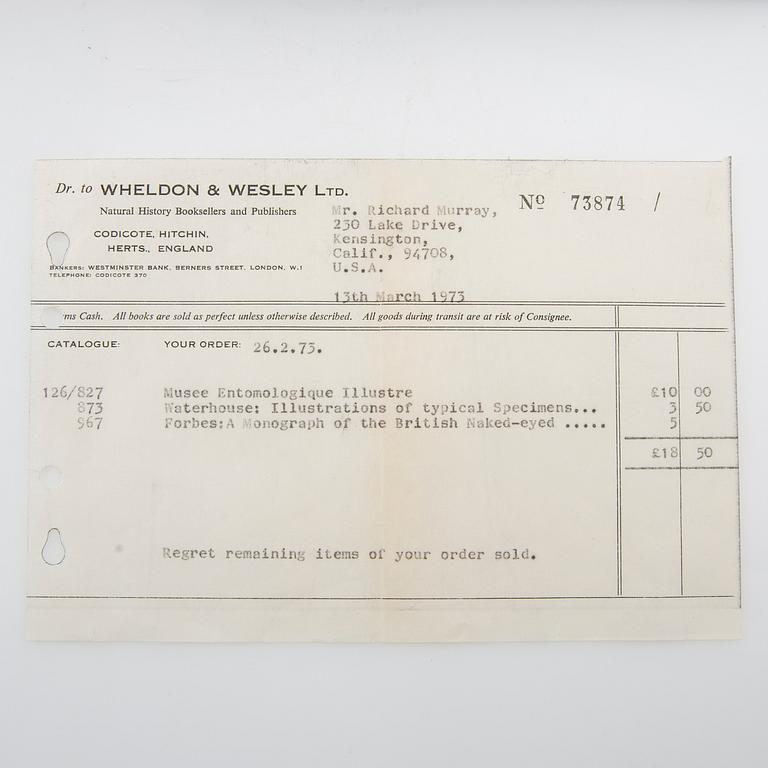 Dr. to WHELDON & WESLEY LTD.
Natural History Booksellers and Publishers
CODICOTE, HITCHIN,
HERTS., ENGLAND
BANKERS: WESTMINSTER BANK, BERNERS STREET, LONDON, W.1
TELEPHONE: CODICOTE 370
Mr. Richard Murray,
230 Lake Drive,
Kensington,
Calif., 94708,
U.S.A.
13th March 1973
Nº 73874 /
ms Cash. All books are sold as perfect unless otherwise described. All goods during transit are at risk of Consignee.
CATALOGUE: YOUR ORDER: 26.2.73.
126/827 Musee Entomologique Illustre £10 00
873 Waterhouse: Illustrations of typical Specimens... 3 50
967 Forbes:A Monograph of the British Naked-eyed ..... 5
£18 50
Regret remaining items of your order sold.